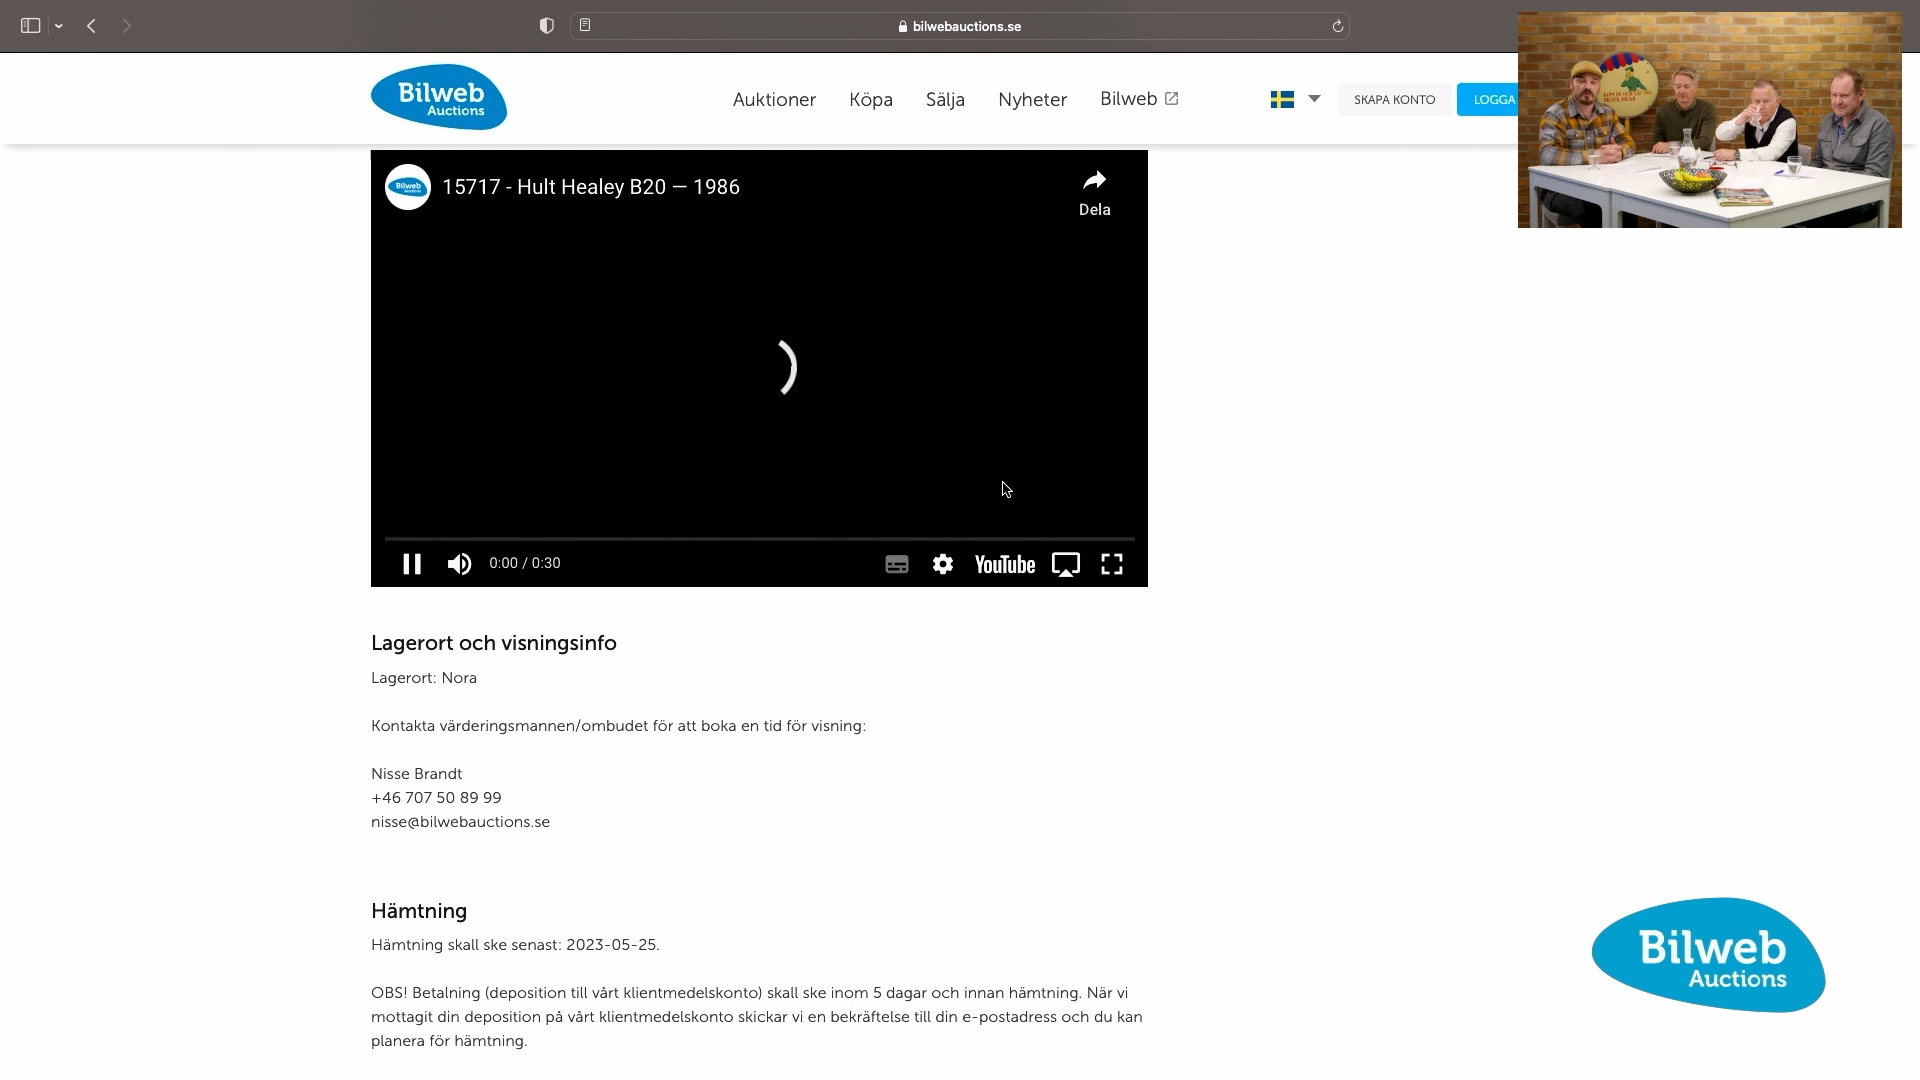 bilwebauctions.se
Bilweb
Auctions
Auktioner
Köpa
Sälja
Nyheter
Bilweb
SKAPA KONTO
LOGGA
Bilweb
Auctions
15717 - Hult Healey B20 — 1986
Dela
0:00 / 0:30
YouTube
Lagerort och visningsinfo
Lagerort: Nora
Kontakta värderingsmannen/ombudet för att boka en tid för visning:
Nisse Brandt
+46 707 50 89 99
nisse@bilwebauctions.se
Hämtning
Hämtning skall ske senast: 2023-05-25.
OBS! Betalning (deposition till vårt klientmedelskonto) skall ske inom 5 dagar och innan hämtning. När vi
mottagit din deposition på vårt klientmedelskonto skickar vi en bekräftelse till din e-postadress och du kan
planera för hämtning.
Bilweb
Auctions